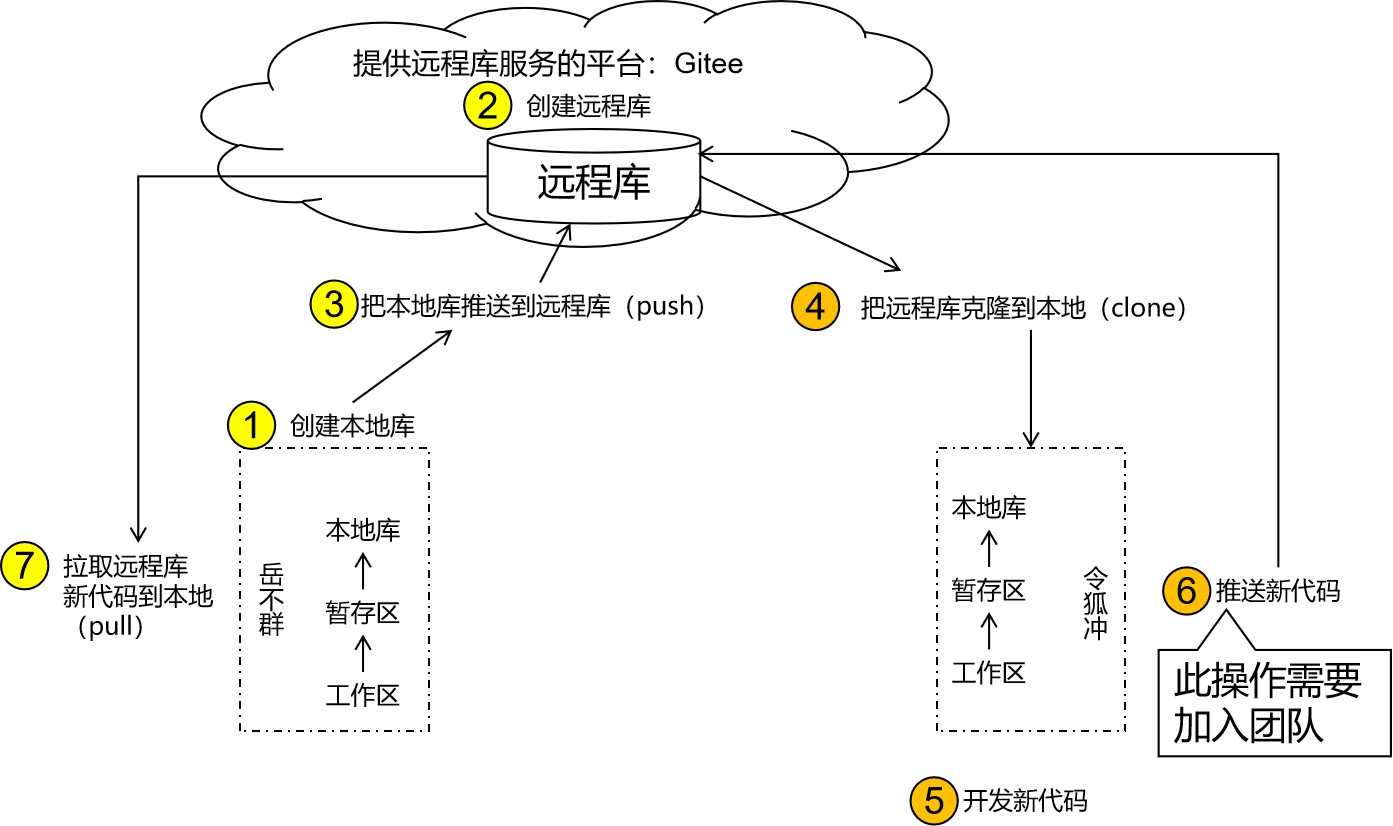 提供远程库服务的平台：Gitee
2 创建远程库
远程库
3 把本地库推送到远程库（push）
4 把远程库克隆到本地（clone）
1 创建本地库
岳不群
本地库
暂存区
工作区
本地库
暂存区
工作区
令狐冲
7 拉取远程库
新代码到本地
（pull）
6 推送新代码
此操作需要
加入团队
5 开发新代码